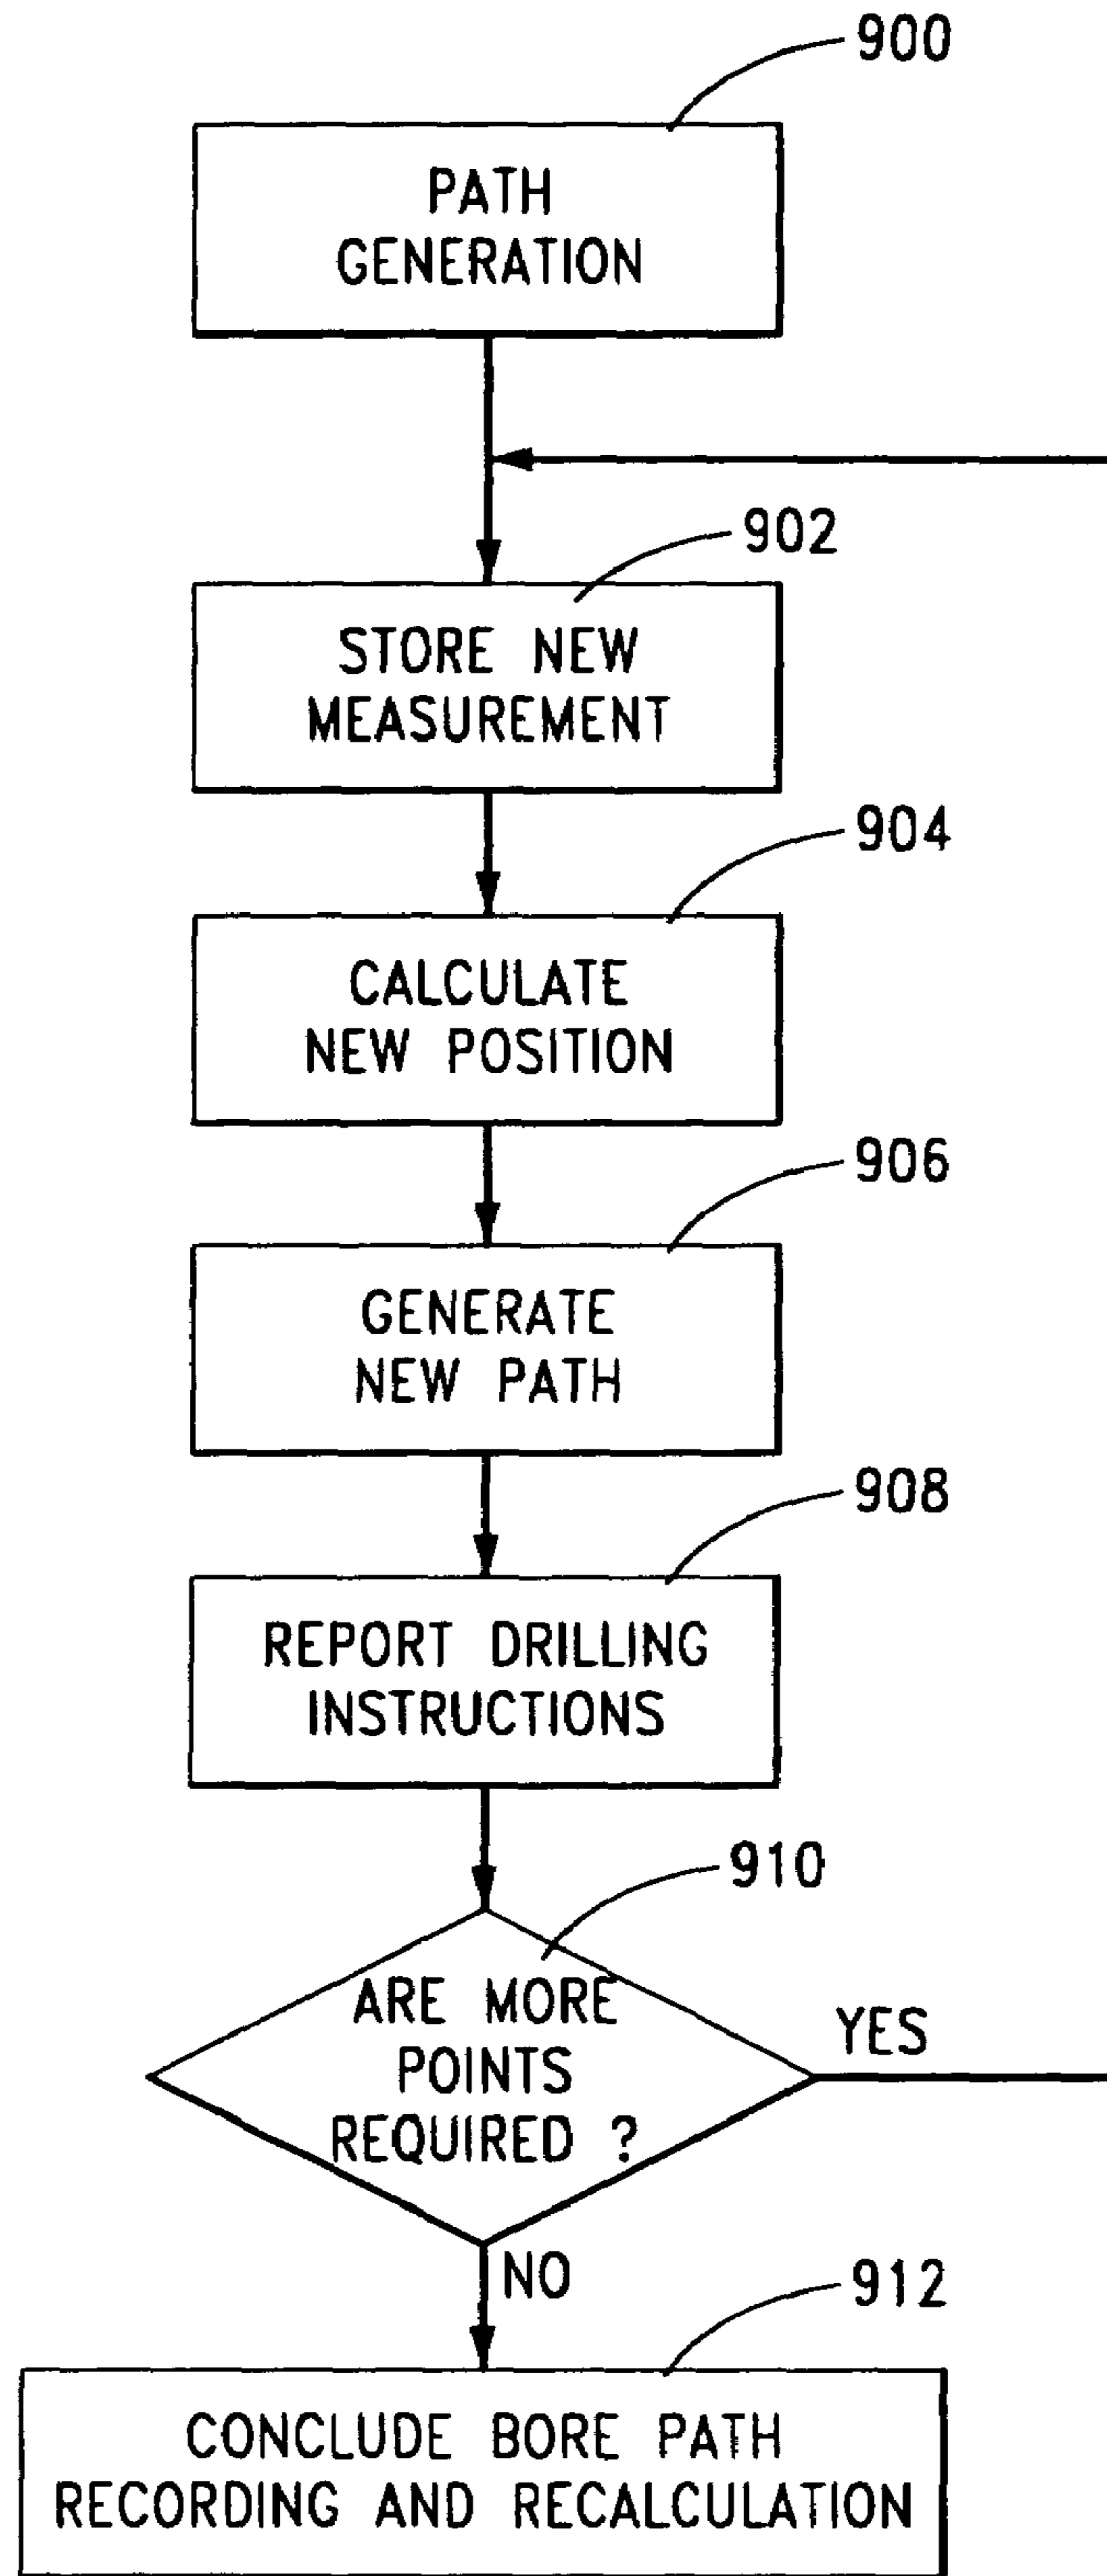 900
PATH
GENERATION
902
STORE NEW
MEASUREMENT
904
CALCULATE
NEW POSITION
906
GENERATE
NEW PATH
908
REPORT DRILLING
INSTRUCTIONS
910
ARE MORE
POINTS
REQUIRED ?
YES
NO
912
CONCLUDE BORE PATH
RECORDING AND RECALCULATION